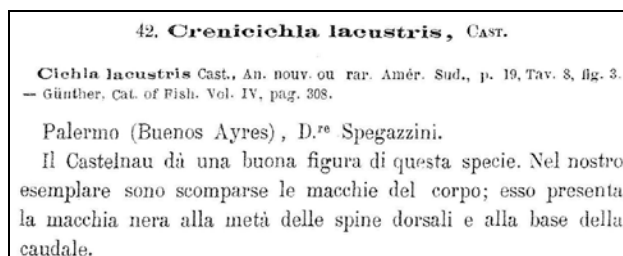 42. Crenicichla lacustris, CAST.
Cichla lacustris Cast., An. nouv. ou rar. Amér. Sud., p. 19, Tav. 8, fig. 3.
— Günther, Cat. of Fish. Vol. IV, pag. 308.
Palermo (Buenos Ayres), D.re Spegazzini.
Il Castelnau dà una buona figura di questa specie. Nel nostro
esemplare sono scomparse le macchie del corpo; esso presenta
la macchia nera alla metà delle spine dorsali e alla base della
caudale.